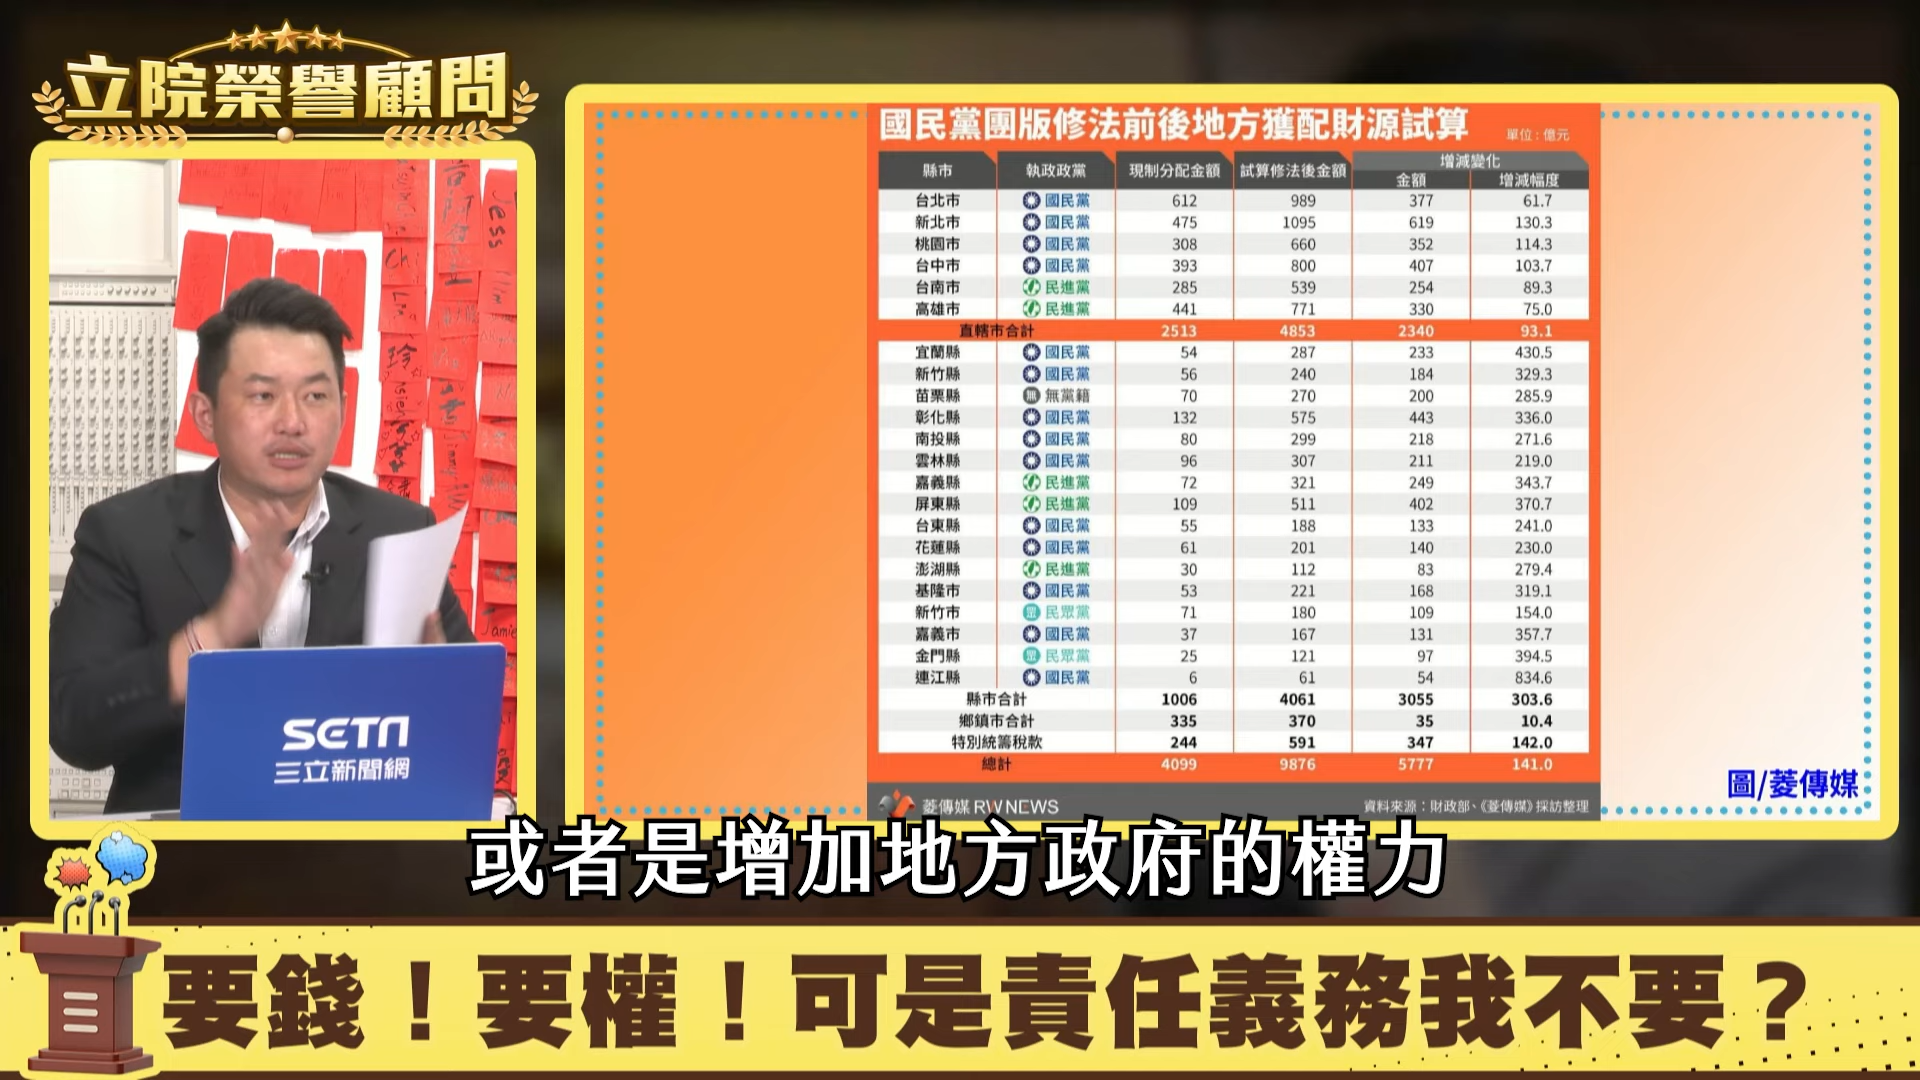 立院榮譽顧問
Jess
Chi
玲
Jamie
SETN
三立新聞網
國民黨團版修法前後地方獲配財源試算 單位:億元
縣市 執政政黨 現制分配金額 試算修法後金額 增減變化
金額 增減幅度
台北市 國民黨 612 989 377 61.7
新北市 國民黨 475 1095 619 130.3
桃園市 國民黨 308 660 352 114.3
台中市 國民黨 393 800 407 103.7
台南市 民進黨 285 539 254 89.3
高雄市 民進黨 441 771 330 75.0
直轄市合計 2513 4853 2340 93.1
宜蘭縣 國民黨 54 287 233 430.5
新竹縣 國民黨 56 240 184 329.3
苗栗縣 無 無黨籍 70 270 200 285.9
彰化縣 國民黨 132 575 443 336.0
南投縣 國民黨 80 299 218 271.6
雲林縣 國民黨 96 307 211 219.0
嘉義縣 民進黨 72 321 249 343.7
屏東縣 民進黨 109 511 402 370.7
台東縣 國民黨 55 188 133 241.0
花蓮縣 國民黨 61 201 140 230.0
澎湖縣 民進黨 30 112 83 279.4
基隆市 國民黨 53 221 168 319.1
新竹市 眾 民眾黨 71 180 109 154.0
嘉義市 國民黨 37 167 131 357.7
金門縣 眾 民眾黨 25 121 97 394.5
連江縣 國民黨 6 61 54 834.6
縣市合計 1006 4061 3055 303.6
鄉鎮市合計 335 370 35 10.4
特別統籌稅款 244 591 347 142.0
總計 4099 9876 5777 141.0
菱傳媒 RW NEWS 資料來源:財政部、《菱傳媒》採訪整理
圖/菱傳媒
或者是增加地方政府的權力
要錢!要權!可是責任義務我不要?